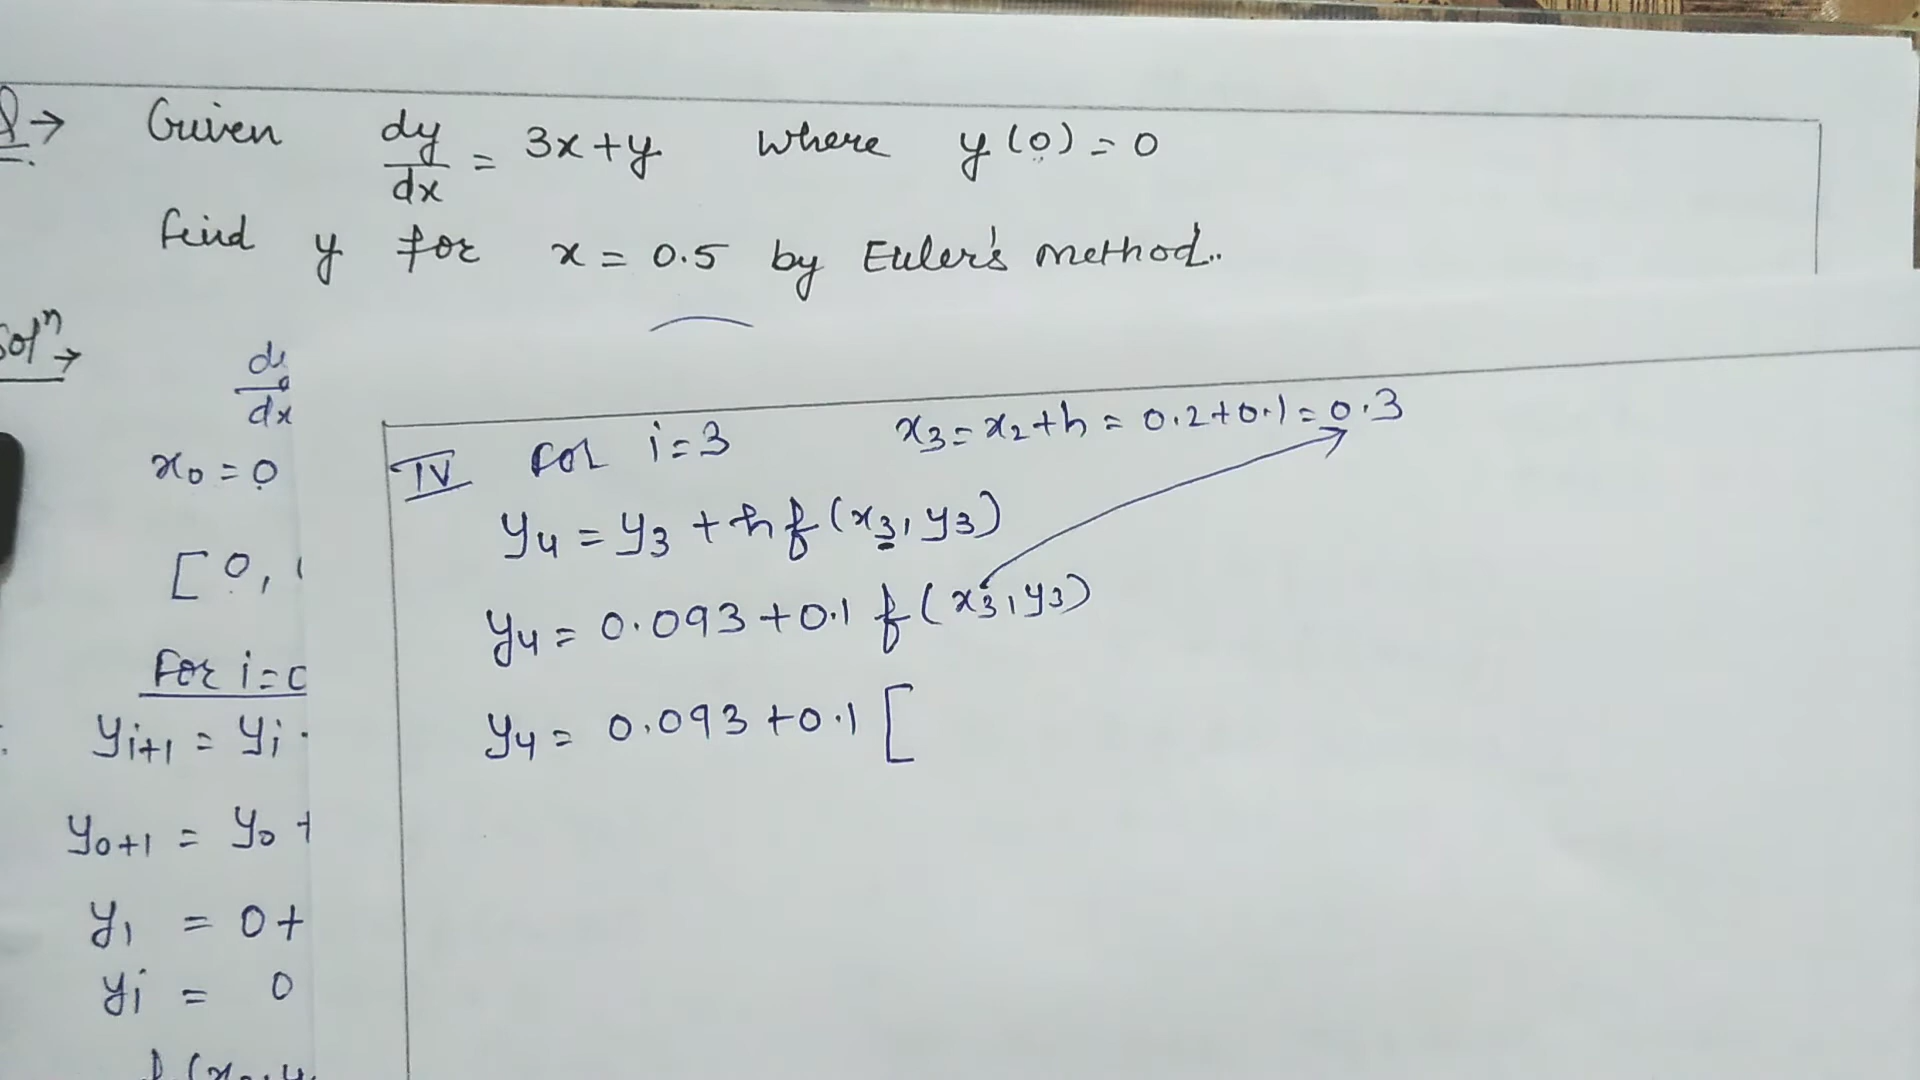 Q→ Given dy/dx = 3x+y where y(0)=0
find y for x = 0.5 by Euler's method..
Solⁿ→
dx
x₀ = 0
[0,
For i=0
yᵢ₊₁ = yᵢ
y₀₊₁ = y₀ +
y₁ = 0+
yᵢ = 0
IV For i=3 x₃=x₂+h = 0.2+0.1=0.3
y₄ = y₃ + h f(x₃, y₃)
y₄ = 0.093+0.1 f(x₃, y₃)
y₄ = 0.093+0.1 [